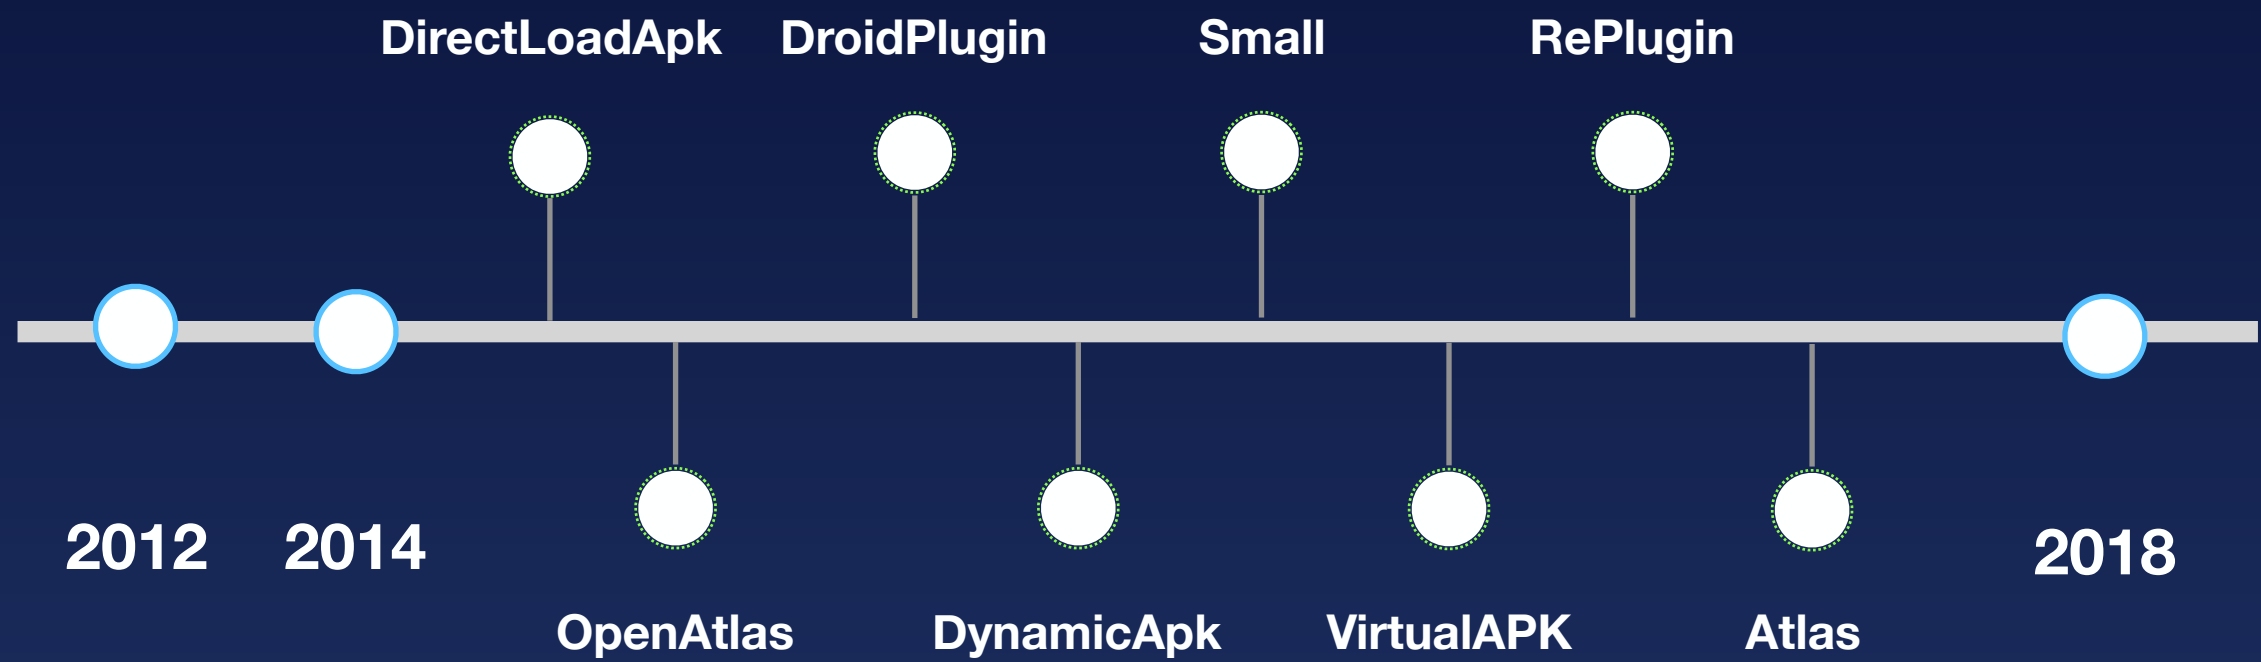 DirectLoadApk
DroidPlugin
Small
RePlugin
2012
2014
2018
OpenAtlas
DynamicApk
VirtualAPK
Atlas